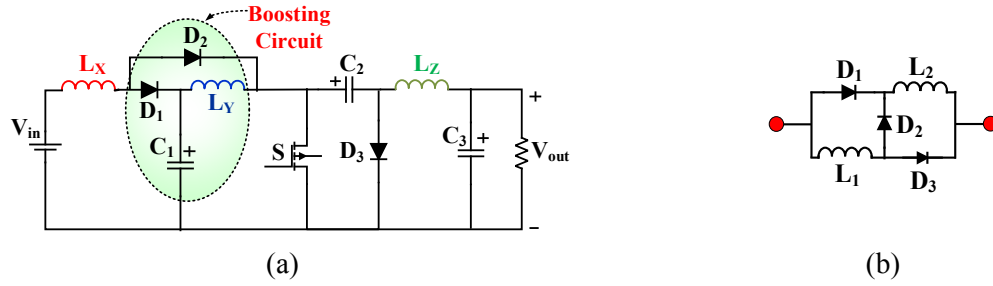 Boosting
Circuit
D2
LX
D1
LY
C1
+
Vin
C2
+
LZ
S
D3
C3
+
+
Vout
−
(a)
D1
L2
D2
L1
D3
(b)